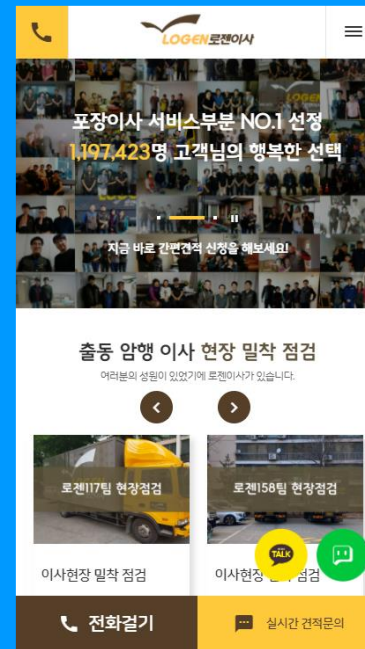 LOGEN로젠이사
포장이사 서비스부분 NO.1 선정
1,197,423명 고객님의 행복한 선택
지금 바로 간편견적 신청을 해보세요!
출동 암행 이사 현장 밀착 점검
여러분의 성원이 있었기에 로젠이사가 있습니다.
로젠117팀 현장점검
로젠158팀 현장점검
이사현장 밀착 점검
이사현장 점검
TALK
전화걸기
실시간 견적문의